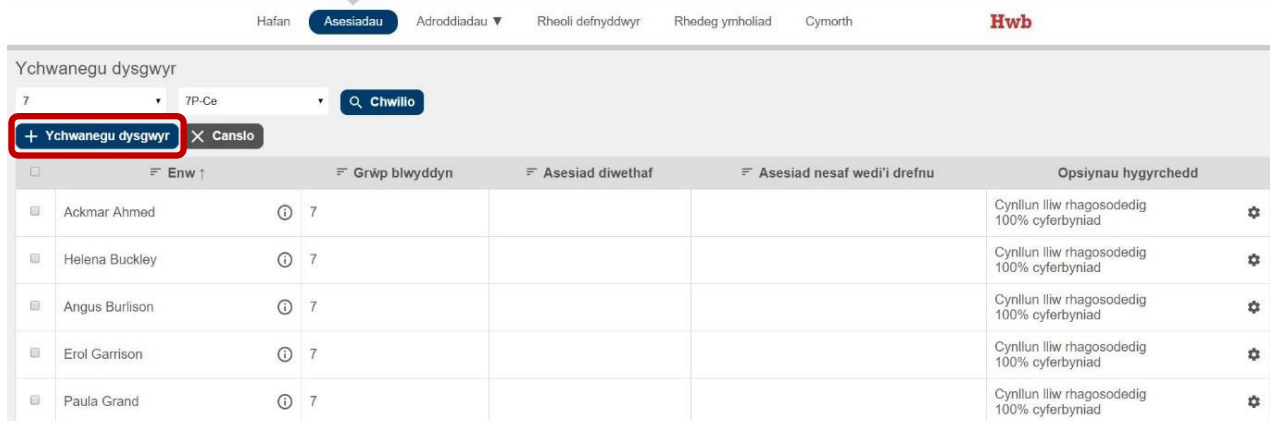 Hafan Asesiadau Adroddiadau ▼ Rheoli defnyddwyr Rhedeg ymholiad Cymorth Hwb
Ychwanegu dysgwyr
7 7P-Ce Chwilio
+ Ychwanegu dysgwyr X Canslo
Enw ↑ Grŵp blwyddyn Asesiad diwethaf Asesiad nesaf wedi'i drefnu Opsiynau hygyrchedd
Ackmar Ahmed 7 Cynllun lliw rhagosodedig
100% cyferbyniad
Helena Buckley 7 Cynllun lliw rhagosodedig
100% cyferbyniad
Angus Burlison 7 Cynllun lliw rhagosodedig
100% cyferbyniad
Erol Garrison 7 Cynllun lliw rhagosodedig
100% cyferbyniad
Paula Grand 7 Cynllun lliw rhagosodedig
100% cyferbyniad